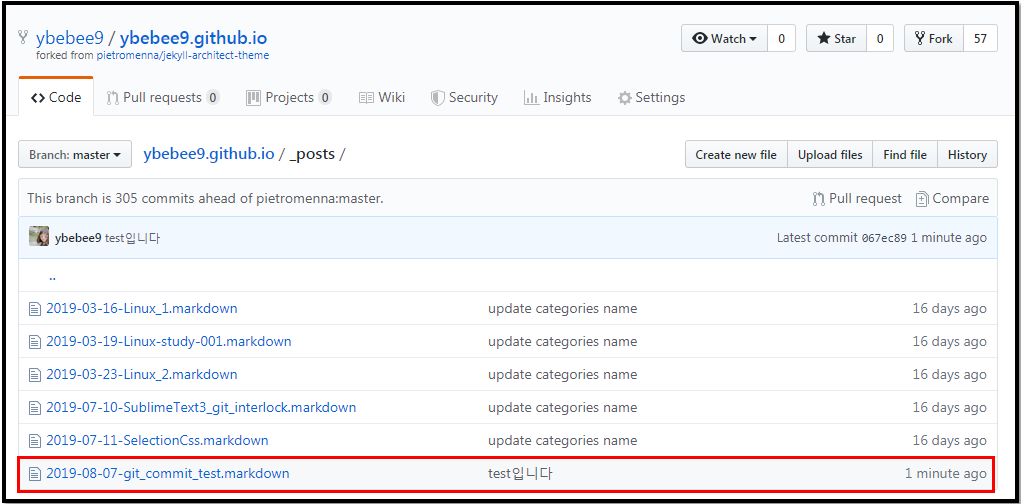 ybebee9 / ybebee9.github.io
forked from pietromenna/jekyll-architect-theme
Watch 0 Star 0 Fork 57
Code Pull requests 0 Projects 0 Wiki Security Insights Settings
Branch: master ybebee9.github.io / _posts / Create new file Upload files Find file History
This branch is 305 commits ahead of pietromenna:master. Pull request Compare
ybebee9 test입니다 Latest commit 067ec89 1 minute ago
..
2019-03-16-Linux_1.markdown update categories name 16 days ago
2019-03-19-Linux-study-001.markdown update categories name 16 days ago
2019-03-23-Linux_2.markdown update categories name 16 days ago
2019-07-10-SublimeText3_git_interlock.markdown update categories name 16 days ago
2019-07-11-SelectionCss.markdown update categories name 16 days ago
2019-08-07-git_commit_test.markdown test입니다 1 minute ago